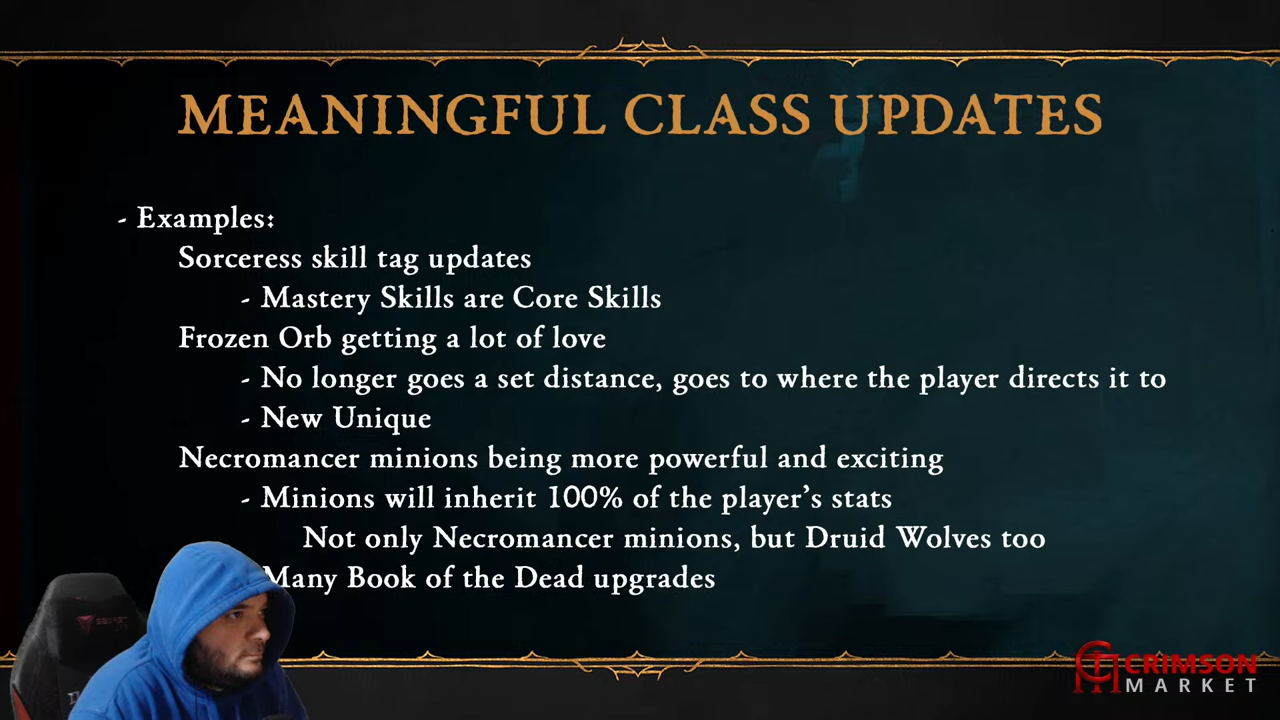 MEANINGFUL CLASS UPDATES
- Examples:
Sorceress skill tag updates
- Mastery Skills are Core Skills
Frozen Orb getting a lot of love
- No longer goes a set distance, goes to where the player directs it to
- New Unique
Necromancer minions being more powerful and exciting
- Minions will inherit 100% of the player's stats
Not only Necromancer minions, but Druid Wolves too
Many Book of the Dead upgrades
CRIMSON
MARKET